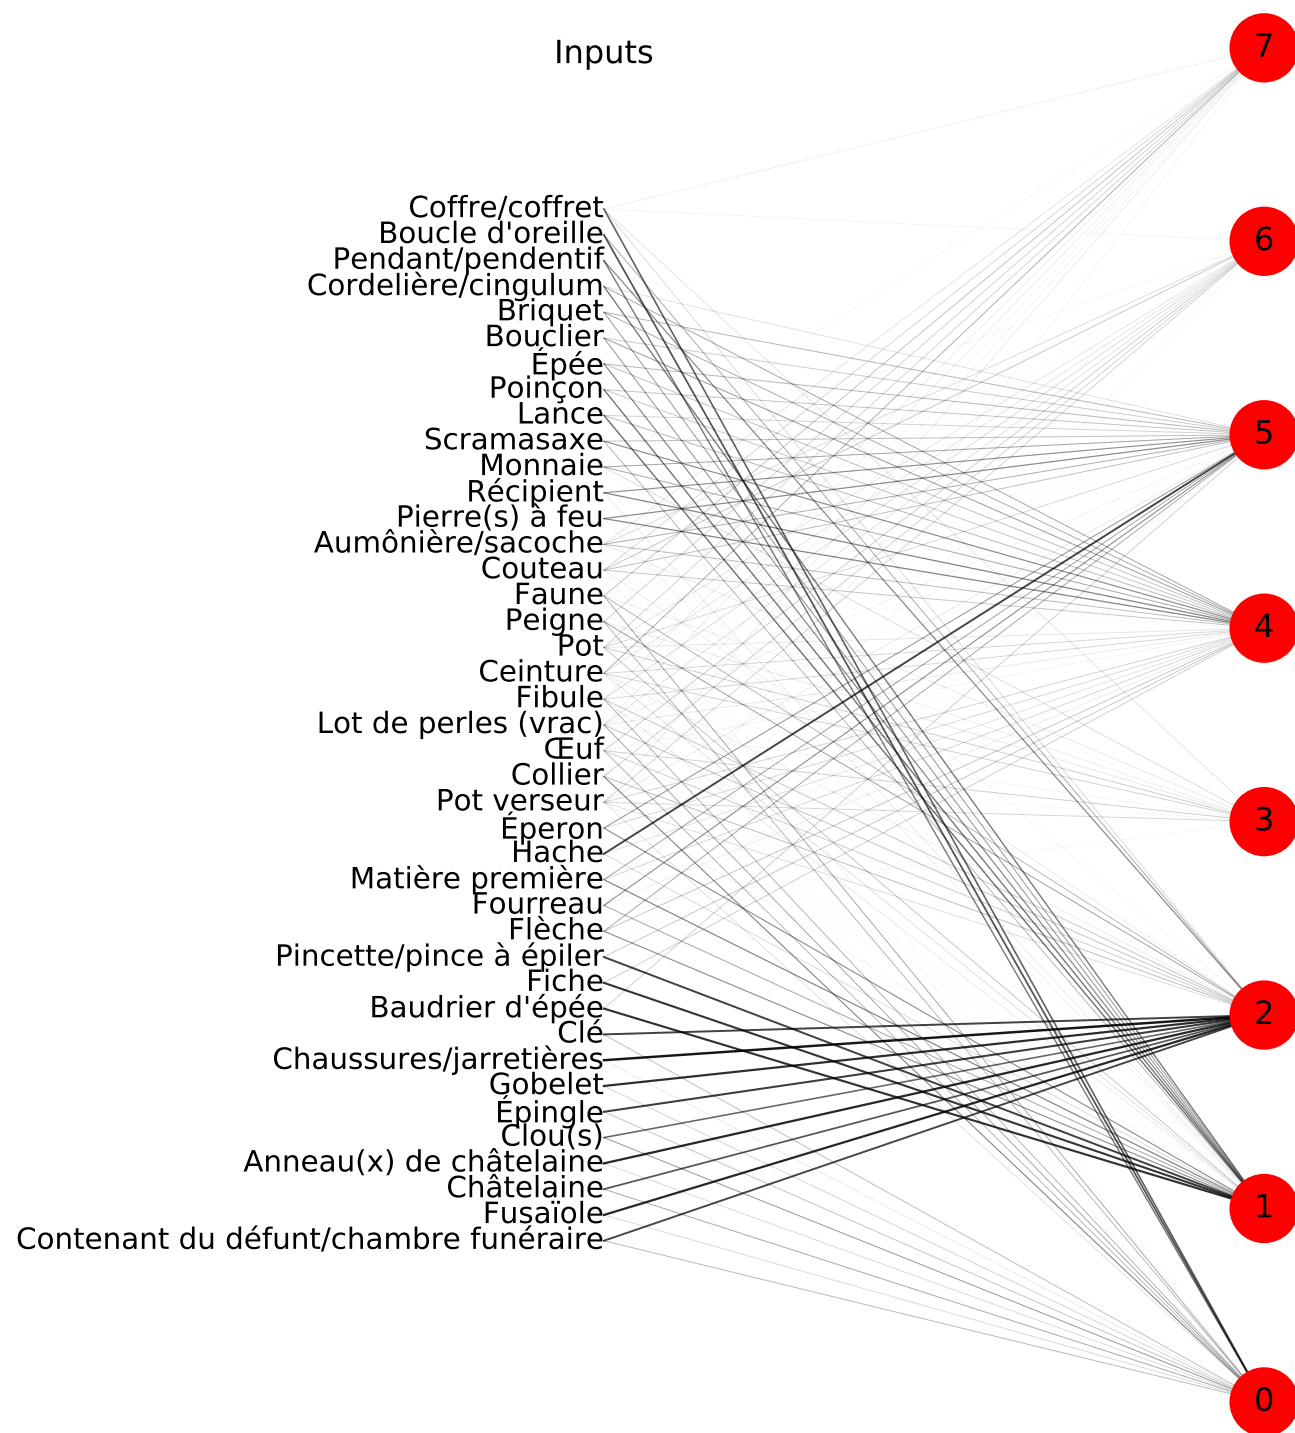 Inputs
7
6
5
4
3
2
1
0
Coffre/coffret
Boucle d'oreille
Pendant/pendentif
Cordelière/cingulum
Briquet
Bouclier
Épée
Poinçon
Lance
Scramasaxe
Monnaie
Récipient
Pierre(s) à feu
Aumônière/sacoche
Couteau
Faune
Peigne
Pot
Ceinture
Fibule
Lot de perles (vrac)
Œuf
Collier
Pot verseur
Éperon
Hache
Matière première
Fourreau
Flèche
Pincette/pince à épiler
Fiche
Baudrier d'épée
Clé
Chaussures/jarretières
Gobelet
Épingle
Clou(s)
Anneau(x) de châtelaine
Châtelaine
Fusaïole
Contenant du défunt/chambre funéraire